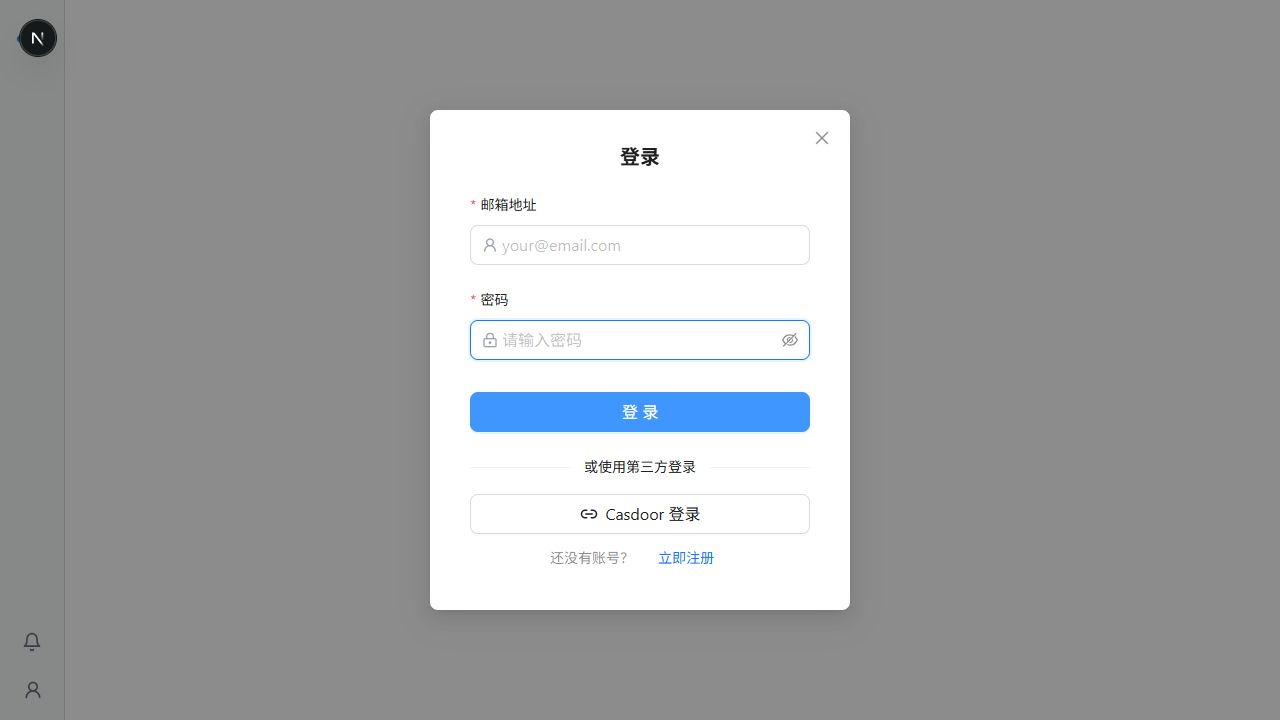 N
登录
* 邮箱地址
your@email.com
* 密码
请输入密码
登 录
或使用第三方登录
Casdoor 登录
还没有账号? 立即注册